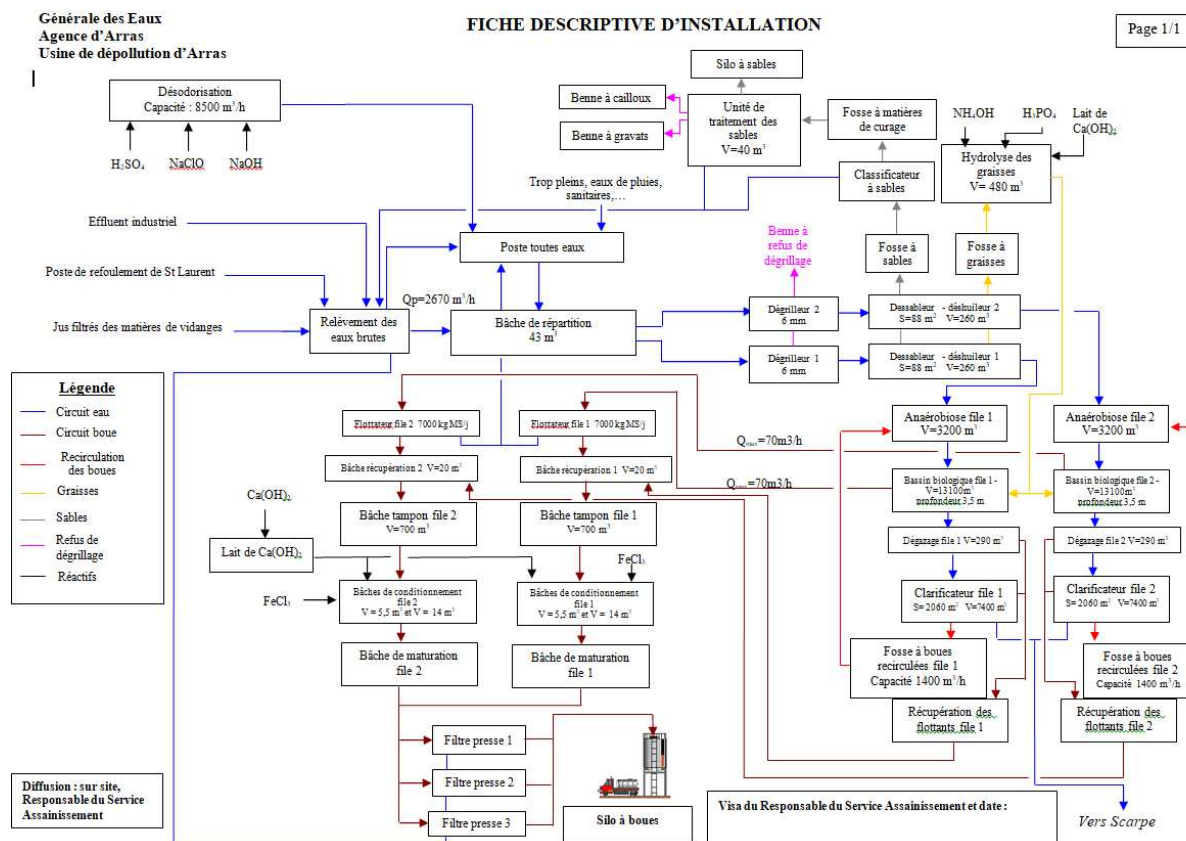 Générale des Eaux
Agence d'Arras
Usine de dépollution d'Arras
FICHE DESCRIPTIVE D'INSTALLATION
Page 1/1
Désodorisation
Capacité : 8500 m³/h
H₂SO₄
NaClO
NaOH
Silo à sables
Benne à cailloux
Benne à gravats
Unité de
traitement des
sables
V=40 m³
Fosse à matières
de curage
Classificateur
à sables
NH₄OH
H₃PO₄
Lait de
Ca(OH)₂
Hydrolyse des
graisses
V= 480 m³
Trop pleins, eaux de pluies,
sanitaires,…
Effluent industriel
Poste toutes eaux
Benne à
refus de
dégrillage
Fosse à
sables
Fosse à
graisses
Poste de refoulement de St Laurent
Qp=2670 m³/h
Jus filtrés des matières de vidanges
Relèvement des
eaux brutes
Bâche de répartition
43 m³
Dégrilleur 2
6 mm
Dessableur - déshuileur 2
S=88 m² V=260 m³
Dégrilleur 1
6 mm
Dessableur - déshuileur 1
S=88 m² V=260 m³
Légende
Circuit eau
Circuit boue
Recirculation
des boues
Graisses
Sables
Refus de
dégrillage
Réactifs
Flottateur file 2 7000 kg MS/j
Flottateur file 1 7000 kg MS/j
Anaérobiose file 1
V=3200 m³
Anaérobiose file 2
V=3200 m³
=70m3/h
Bâche récupération 2 V=20 m³
Bâche récupération 1 V=20 m³
=70m3/h
Bassin biologique file 1 -
V=13100m³
profondeur 3,5 m
Bassin biologique file 2 -
V=13100m³
profondeur 3,5 m
Ca(OH)₂
Bâche tampon file 2
V=700 m³
Bâche tampon file 1
V=700 m³
Lait de Ca(OH)₂
Dégazage file 1 V=290 m³
Dégazage file 2 V=290 m³
FeCl₃
FeCl₃
Bâches de conditionnement
file 2
V = 5,5 m³ et V = 14 m³
Bâches de conditionnement
file 1
V = 5,5 m³ et V = 14 m³
Clarificateur file 1
S= 2060 m² V=7400 m³
Clarificateur file 2
S= 2060 m² V=7400 m³
Bâche de maturation
file 2
Bâche de maturation
file 1
Fosse à boues
recirculées file 1
Capacité 1400 m³/h
Fosse à boues
recirculées file 2
Capacité 1400 m³/h
Récupération des
flottants file 1
Récupération des
flottants file 2
Filtre presse 1
Filtre presse 2
Filtre presse 3
Silo à boues
Diffusion : sur site,
Responsable du Service
Assainissement
Visa du Responsable du Service Assainissement et date :
Vers Scarpe